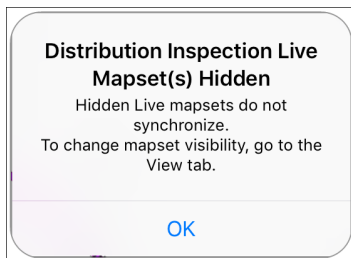 Distribution Inspection Live
Mapset(s) Hidden
Hidden Live mapsets do not
synchronize.
To change mapset visibility, go to the
View tab.
OK